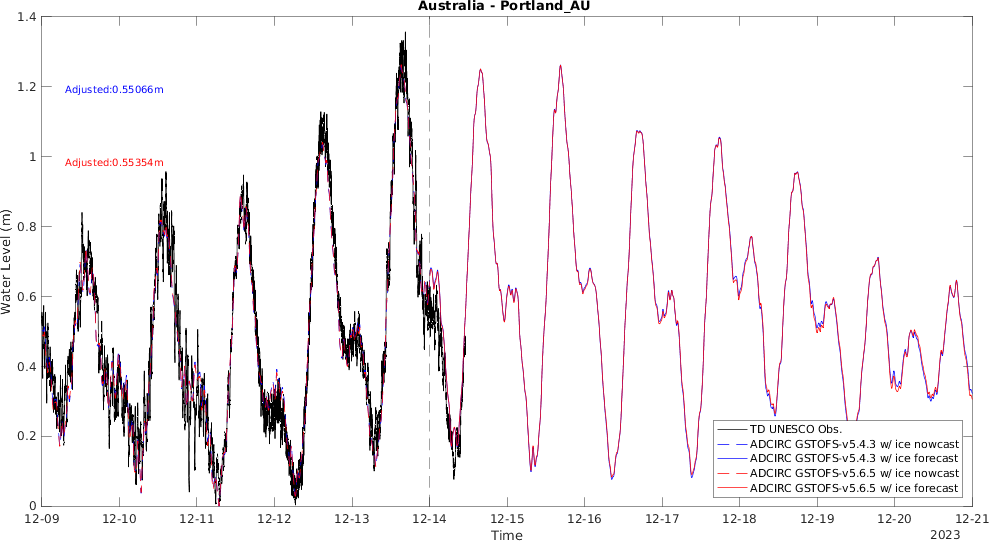 Australia - Portland_AU
1.4
1.2
1
0.8
0.6
0.4
0.2
0
Water Level (m)
Adjusted:0.55066m
Adjusted:0.55354m
TD UNESCO Obs.
ADCIRC GSTOFS-v5.4.3 w/ ice nowcast
ADCIRC GSTOFS-v5.4.3 w/ ice forecast
ADCIRC GSTOFS-v5.6.5 w/ ice nowcast
ADCIRC GSTOFS-v5.6.5 w/ ice forecast
12-09 12-10 12-11 12-12 12-13 12-14 12-15 12-16 12-17 12-18 12-19 12-20 12-21
Time
2023